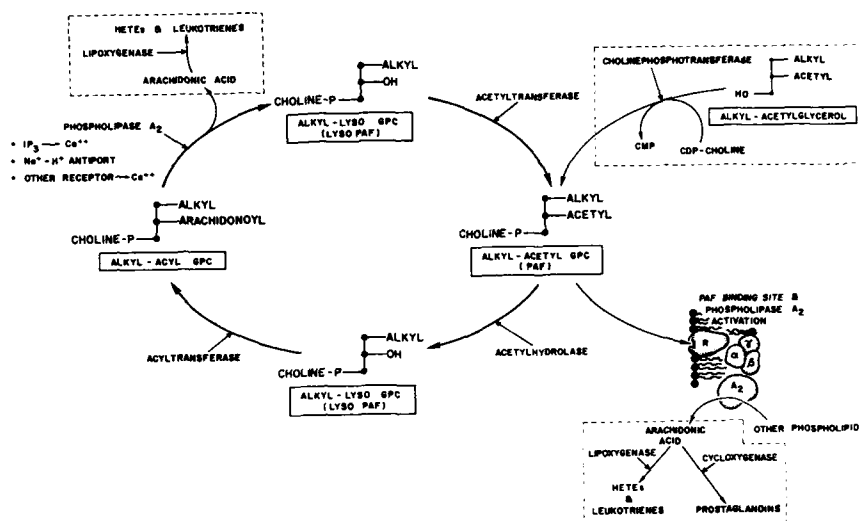 HETEs & LEUKOTRIENES
LIPOXYGENASE
ARACHIDONIC ACID
PHOSPHOLIPASE A2
• IP3 → Ca++
• Na+ - H+ ANTIPORT
• OTHER RECEPTOR → Ca++
ALKYL
OH
CHOLINE-P
ALKYL-LYSO GPC
(LYSO PAF)
ACETYLTRANSFERASE
CHOLINEPHOSPHOTRANSFERASE
ALKYL
ACETYL
HO
ALKYL-ACETYLGLYCEROL
CMP
CDP-CHOLINE
ALKYL
ARACHIDONOYL
CHOLINE-P
ALKYL-ACYL GPC
ALKYL
ACETYL
CHOLINE-P
ALKYL-ACETYL GPC
(PAF)
ACYLTRANSFERASE
ALKYL
OH
CHOLINE-P
ALKYL-LYSO GPC
(LYSO PAF)
ACETYLHYDROLASE
PAF BINDING SITE &
PHOSPHOLIPASE A2
ACTIVATION
R
α
γ
β
A2
OTHER PHOSPHOLIPID
ARACHIDONIC
ACID
LIPOXYGENASE
CYCLOXYGENASE
HETEs
&
LEUKOTRIENES
PROSTAGLANDINS